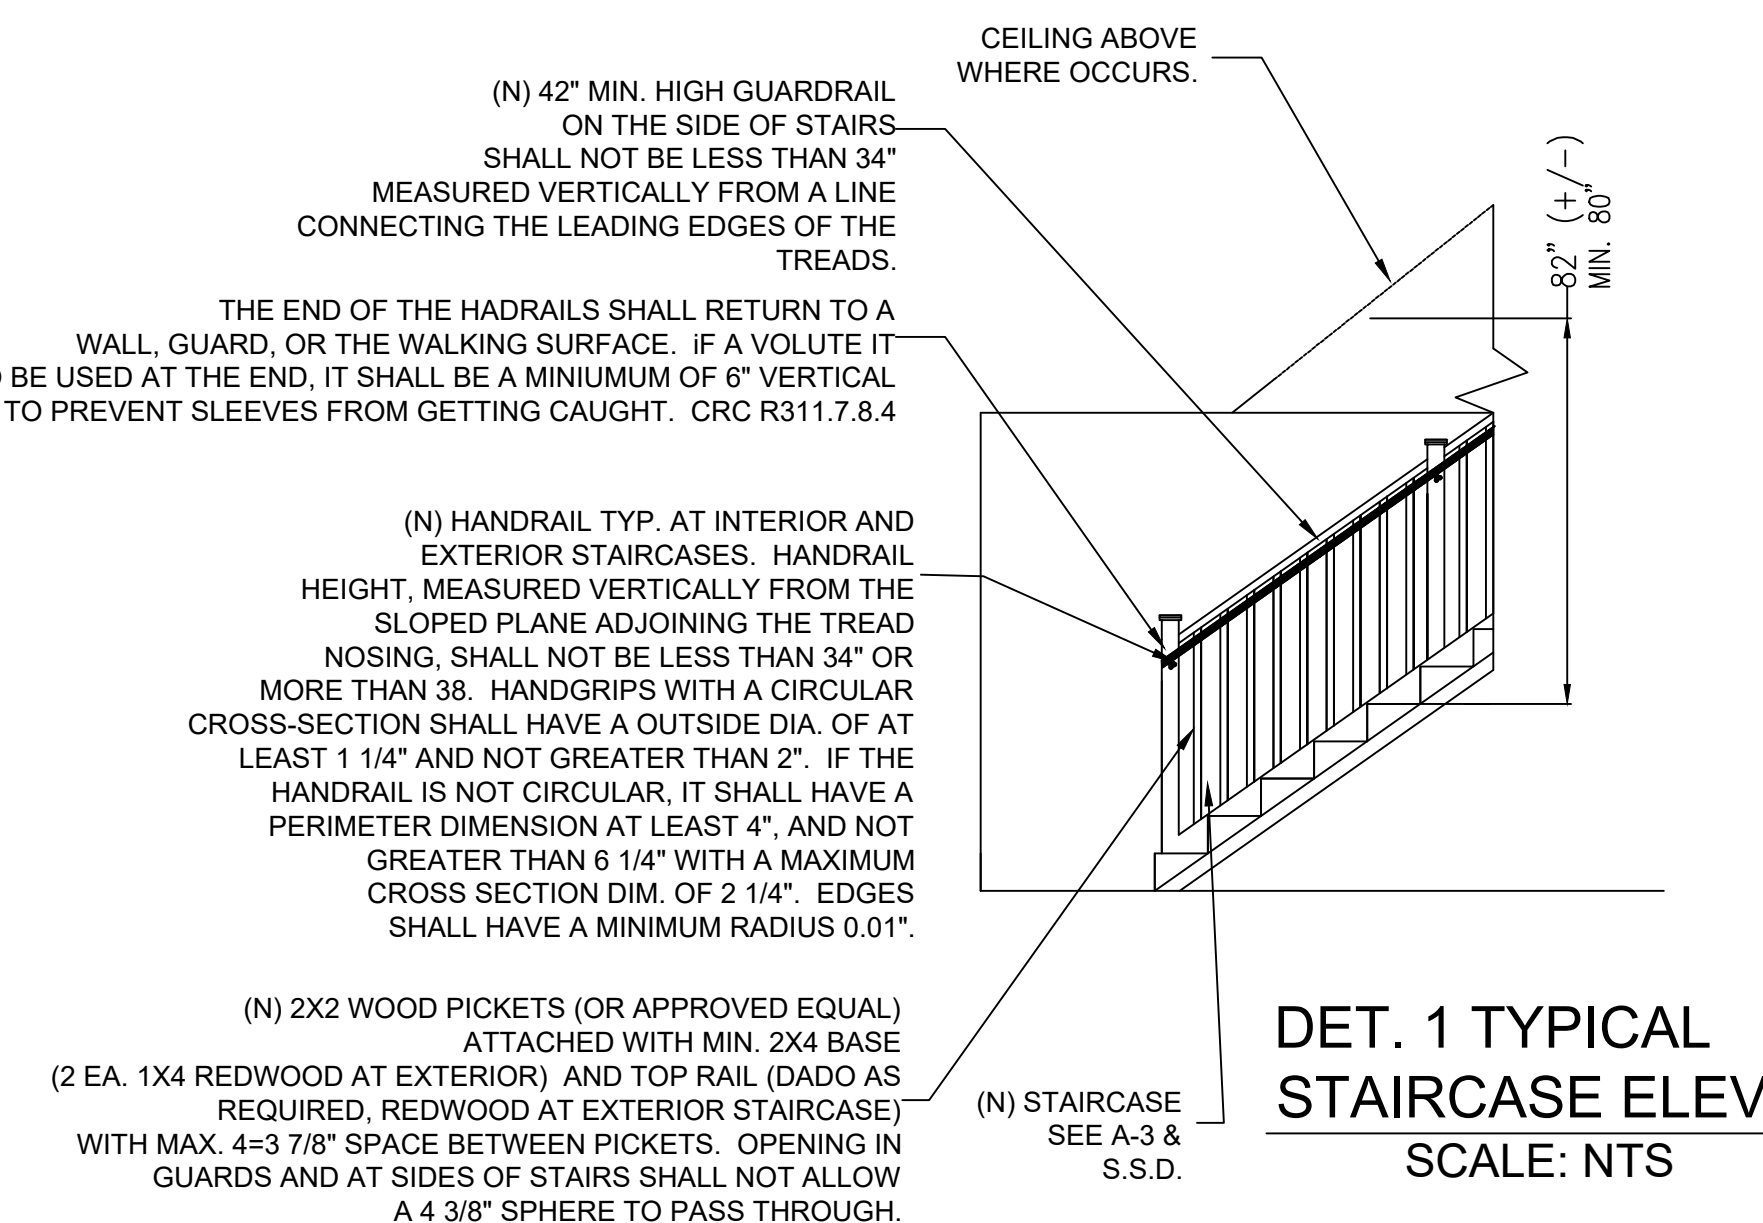 CEILING ABOVE
WHERE OCCURS.
(N) 42" MIN. HIGH GUARDRAIL
ON THE SIDE OF STAIRS
SHALL NOT BE LESS THAN 34"
MEASURED VERTICALLY FROM A LINE
CONNECTING THE LEADING EDGES OF THE
TREADS.
82" (+/-)
MIN. 80"
THE END OF THE HADRAILS SHALL RETURN TO A
WALL, GUARD, OR THE WALKING SURFACE. iF A VOLUTE IT
BE USED AT THE END, IT SHALL BE A MINIUMUM OF 6" VERTICAL
TO PREVENT SLEEVES FROM GETTING CAUGHT. CRC R311.7.8.4
(N) HANDRAIL TYP. AT INTERIOR AND
EXTERIOR STAIRCASES. HANDRAIL
HEIGHT, MEASURED VERTICALLY FROM THE
SLOPED PLANE ADJOINING THE TREAD
NOSING, SHALL NOT BE LESS THAN 34" OR
MORE THAN 38. HANDGRIPS WITH A CIRCULAR
CROSS-SECTION SHALL HAVE A OUTSIDE DIA. OF AT
LEAST 1 1/4" AND NOT GREATER THAN 2". IF THE
HANDRAIL IS NOT CIRCULAR, IT SHALL HAVE A
PERIMETER DIMENSION AT LEAST 4", AND NOT
GREATER THAN 6 1/4" WITH A MAXIMUM
CROSS SECTION DIM. OF 2 1/4". EDGES
SHALL HAVE A MINIMUM RADIUS 0.01".
(N) 2X2 WOOD PICKETS (OR APPROVED EQUAL)
ATTACHED WITH MIN. 2X4 BASE
(2 EA. 1X4 REDWOOD AT EXTERIOR) AND TOP RAIL (DADO AS
REQUIRED, REDWOOD AT EXTERIOR STAIRCASE)
WITH MAX. 4=3 7/8" SPACE BETWEEN PICKETS. OPENING IN
GUARDS AND AT SIDES OF STAIRS SHALL NOT ALLOW
A 4 3/8" SPHERE TO PASS THROUGH.
(N) STAIRCASE
SEE A-3 &
S.S.D.
DET. 1 TYPICAL
STAIRCASE ELEV
SCALE: NTS